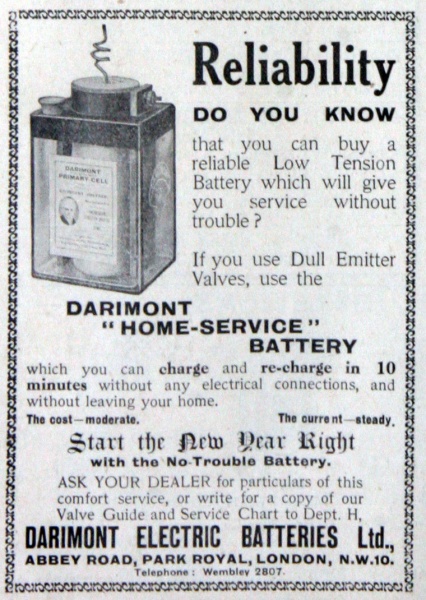 Reliability
DO YOU KNOW
that you can buy a
reliable Low Tension
Battery which will give
you service without
trouble?
If you use Dull Emitter
Valves, use the
DARIMONT
PRIMARY-CELL
DARIMONT
"HOME-SERVICE"
BATTERY
which you can charge and re-charge in 10
minutes without any electrical connections, and
without leaving your home.
The cost—moderate. The current—steady.
Start the New Year Right
with the No-Trouble Battery.
ASK YOUR DEALER for particulars of this
comfort service, or write for a copy of our
Valve Guide and Service Chart to Dept. H,
DARIMONT ELECTRIC BATTERIES Ltd.,
ABBEY ROAD, PARK ROYAL, LONDON, N.W.10.
Telephone: Wembley 2807.